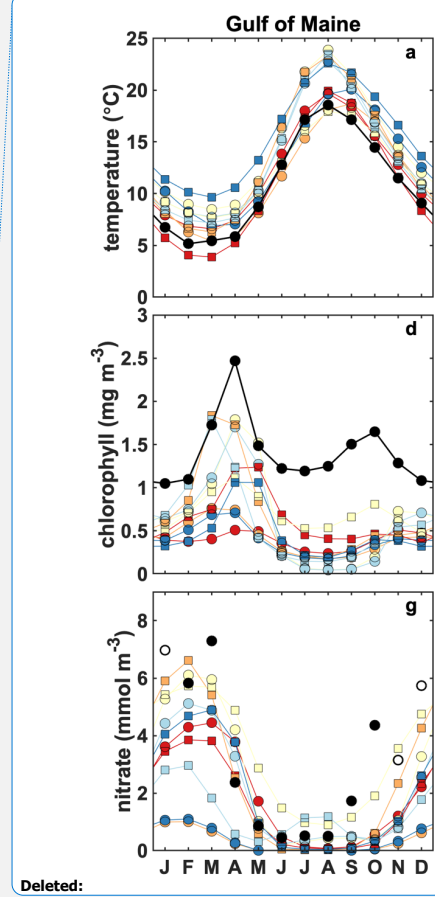 Gulf of Maine
a
temperature (°C)
25
20
15
10
5
0
d
chlorophyll (mg m-3)
3
2.5
2
1.5
1
0.5
0
g
nitrate (mmol m-3)
8
6
4
2
0
J F M A M J J A S O N D
Deleted: